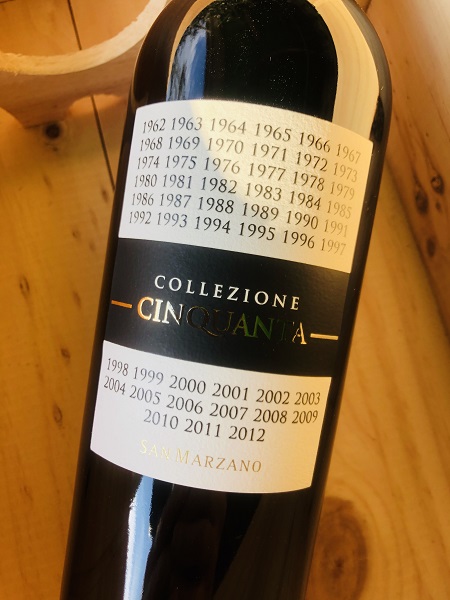 1962 1963 1964 1965 1966 1967
1968 1969 1970 1971 1972 1973
1974 1975 1976 1977 1978 1979
1980 1981 1982 1983 1984 1985
1986 1987 1988 1989 1990 1991
1992 1993 1994 1995 1996 1997
COLLEZIONE
CINQUANTA
1998 1999 2000 2001 2002 2003
2004 2005 2006 2007 2008 2009
2010 2011 2012
SAN MARZANO